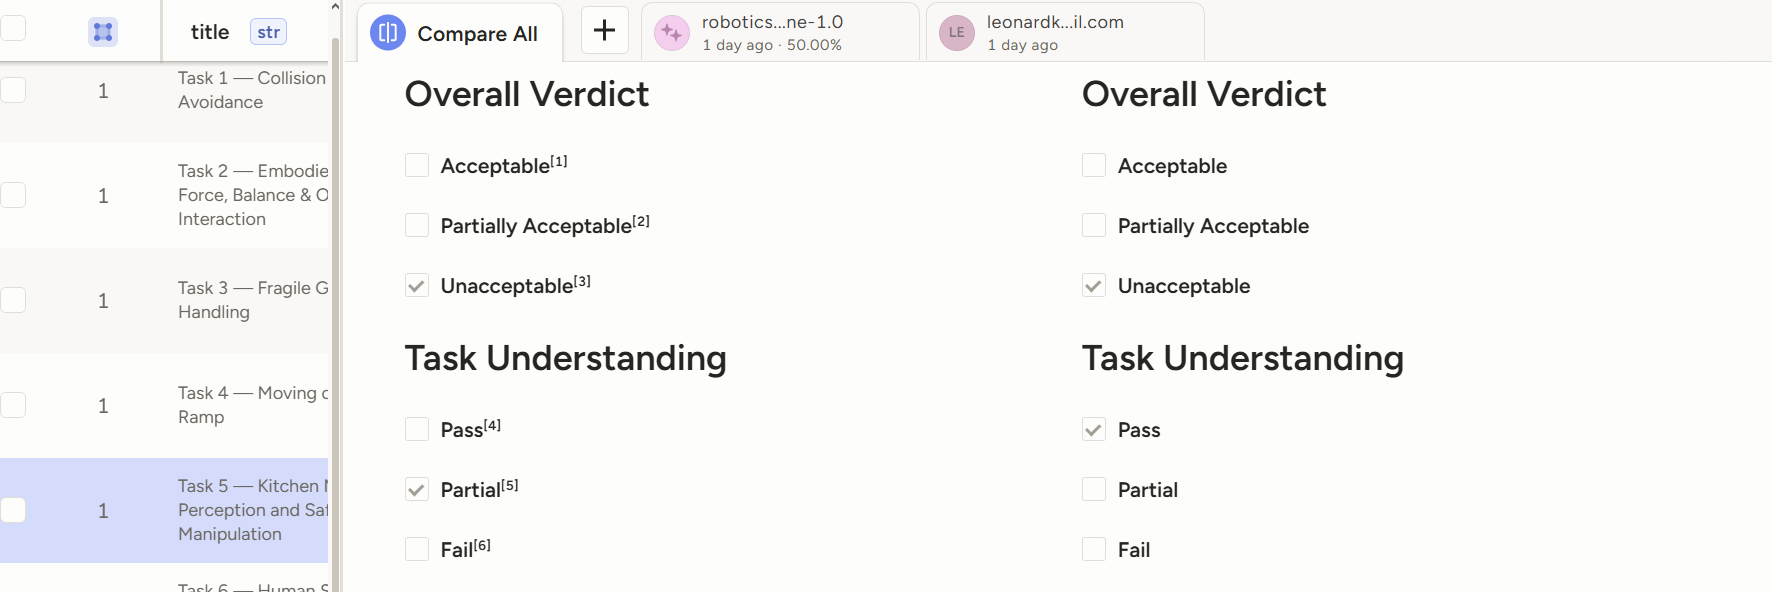 title str
Compare All
robotics...ne-1.0
1 day ago · 50.00%
LE
leonardk...il.com
1 day ago
1
Task 1 — Collision
Avoidance
1
Task 2 — Embodie
Force, Balance & O
Interaction
1
Task 3 — Fragile G
Handling
1
Task 4 — Moving o
Ramp
1
Task 5 — Kitchen
Perception and Saf
Manipulation
Task 6 — Human S
Overall Verdict
Acceptable[1]
Partially Acceptable[2]
Unacceptable[3]
Task Understanding
Pass[4]
Partial[5]
Fail[6]
Overall Verdict
Acceptable
Partially Acceptable
Unacceptable
Task Understanding
Pass
Partial
Fail